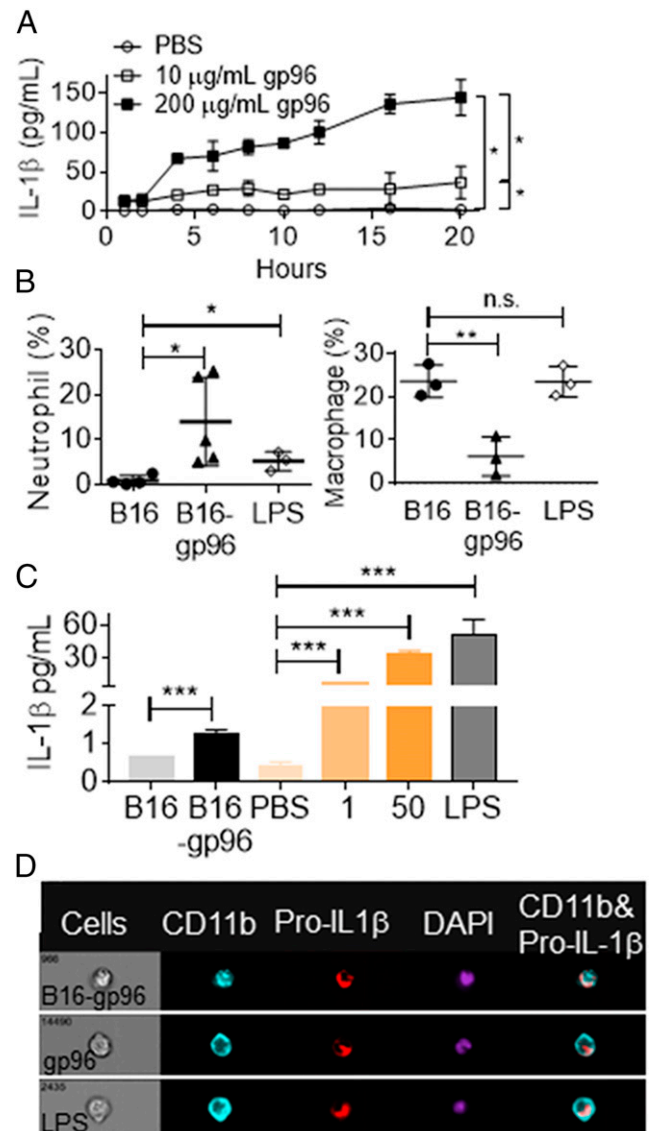 A
PBS
10 μg/mL gp96
200 μg/mL gp96
IL-1β (pg/mL)
150
100
50
0
*
*
*
0 5 10 15 20
Hours
B
Neutrophil (%)
30
20
10
0
*
*
B16 B16- LPS
gp96
Macrophage (%)
30
20
10
0
n.s.
**
B16 B16- LPS
gp96
C
IL-1β pg/mL
60
30
2
1
0
***
***
***
***
B16 B16 PBS 1 50 LPS
-gp96
D
Cells CD11b Pro-IL1β DAPI CD11b&
Pro-IL-1β
966
B16-gp96
14490
gp96
2435
LPS